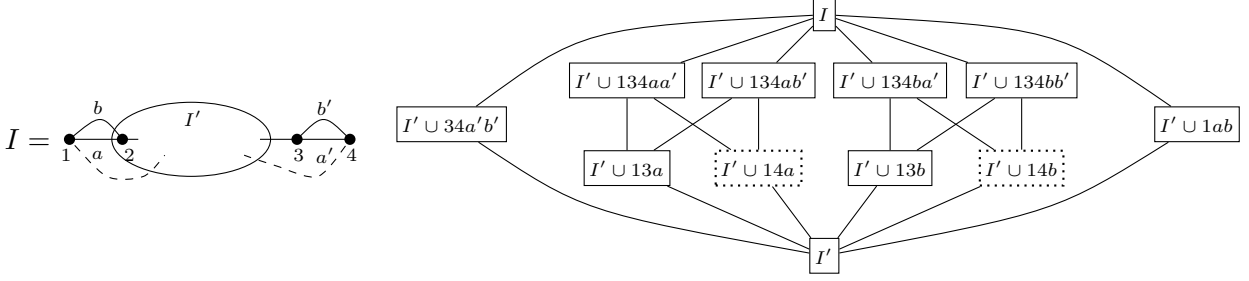 I
I' ∪ 134aa' I' ∪ 134ab' I' ∪ 134ba' I' ∪ 134bb'
b I' b'
I' ∪ 34a'b' I' ∪ 1ab
I =
1 a 2 3 a' 4
I' ∪ 13a I' ∪ 14a I' ∪ 13b I' ∪ 14b
I'